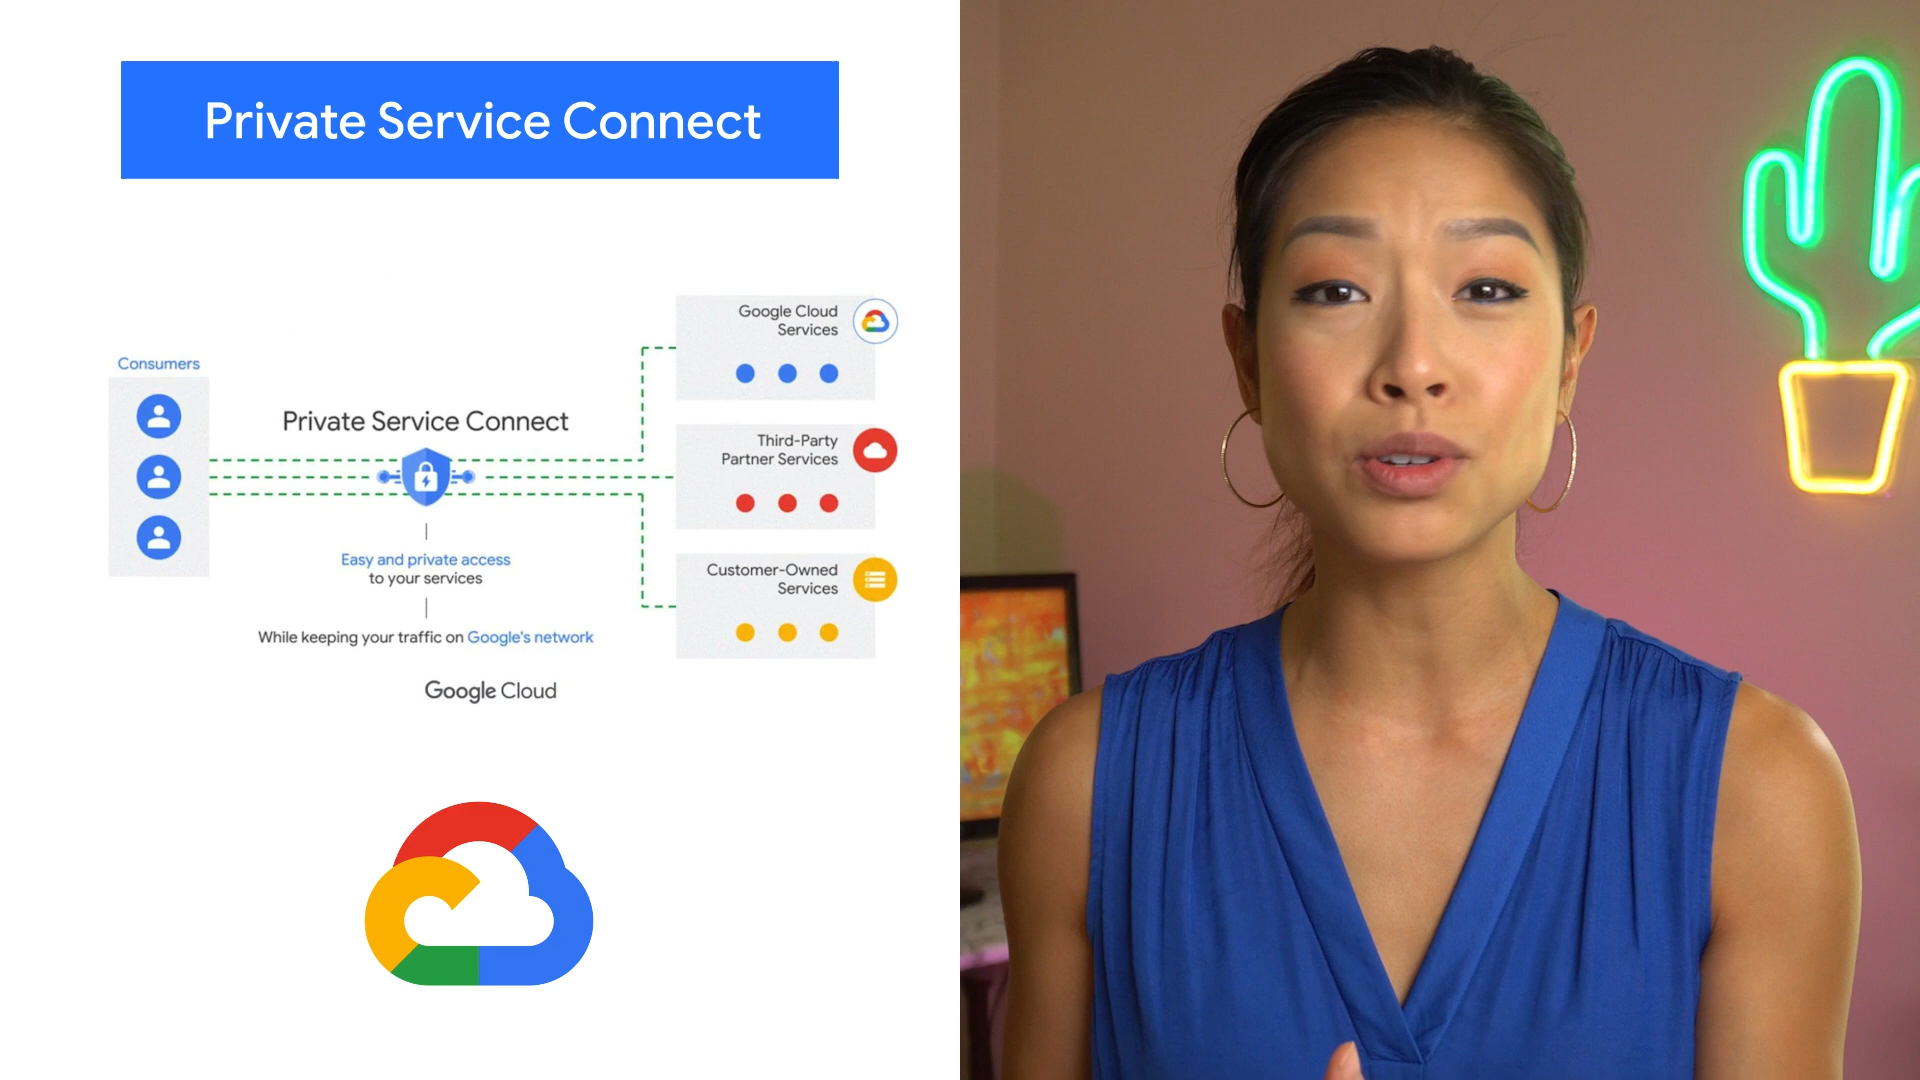 Private Service Connect
Consumers
Private Service Connect
Easy and private access
to your services
While keeping your traffic on Google's network
Google Cloud
Google Cloud
Services
Third-Party
Partner Services
Customer-Owned
Services